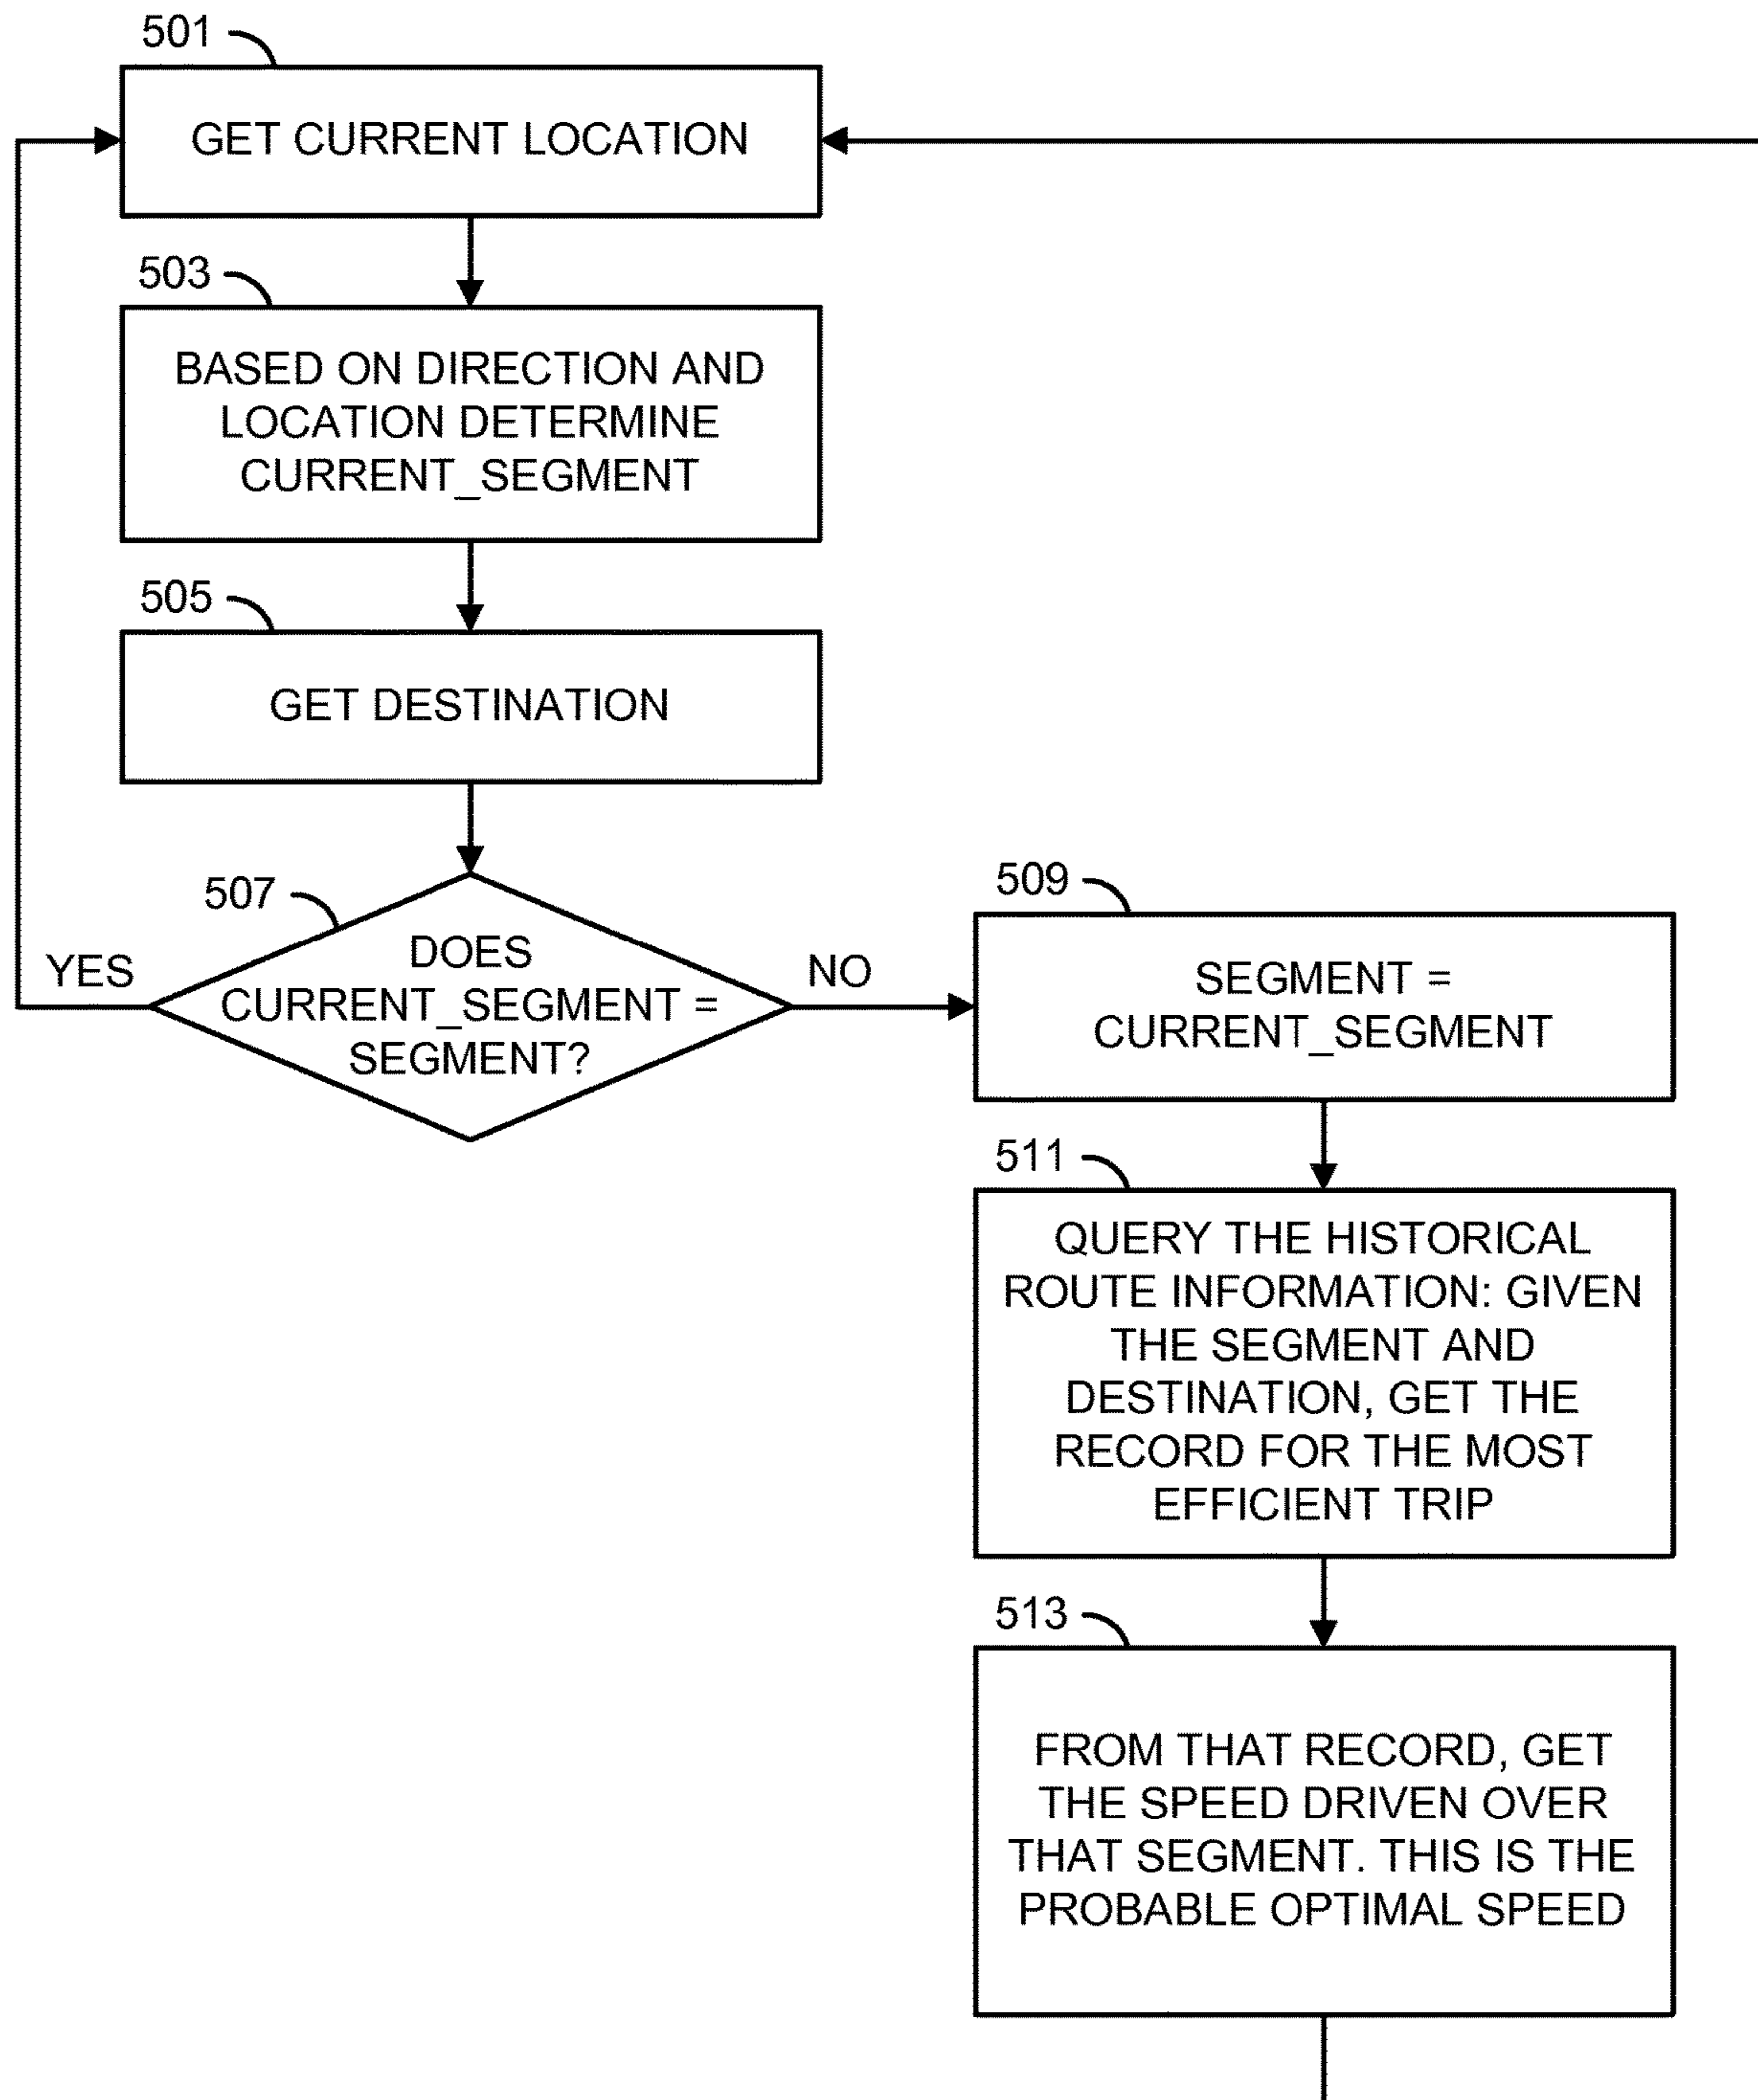 501
GET CURRENT LOCATION
503
BASED ON DIRECTION AND
LOCATION DETERMINE
CURRENT_SEGMENT
505
GET DESTINATION
507
DOES
CURRENT_SEGMENT =
SEGMENT?
YES
NO
509
SEGMENT =
CURRENT_SEGMENT
511
QUERY THE HISTORICAL
ROUTE INFORMATION: GIVEN
THE SEGMENT AND
DESTINATION, GET THE
RECORD FOR THE MOST
EFFICIENT TRIP
513
FROM THAT RECORD, GET
THE SPEED DRIVEN OVER
THAT SEGMENT. THIS IS THE
PROBABLE OPTIMAL SPEED